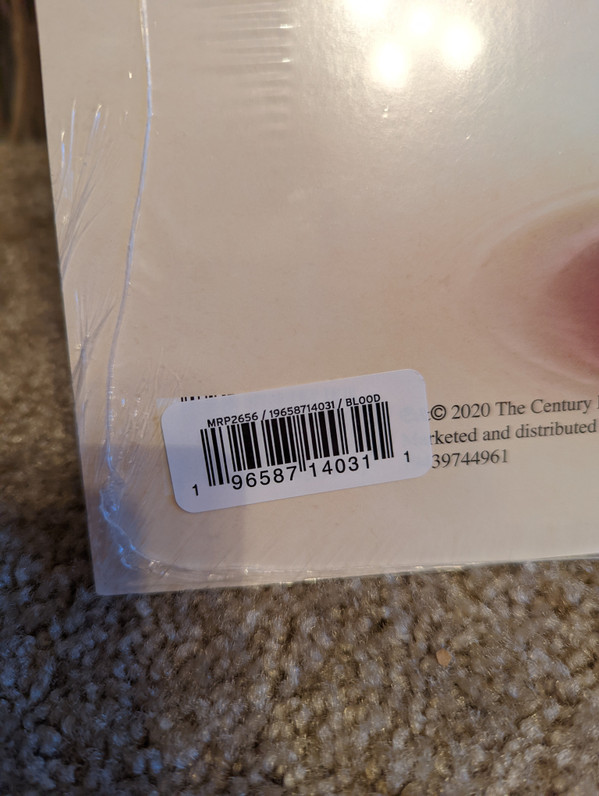 MRP2656 / 19658714031 / BLOOD
1 96587 14031 1
© 2020 The Century
rketed and distributed
39744961